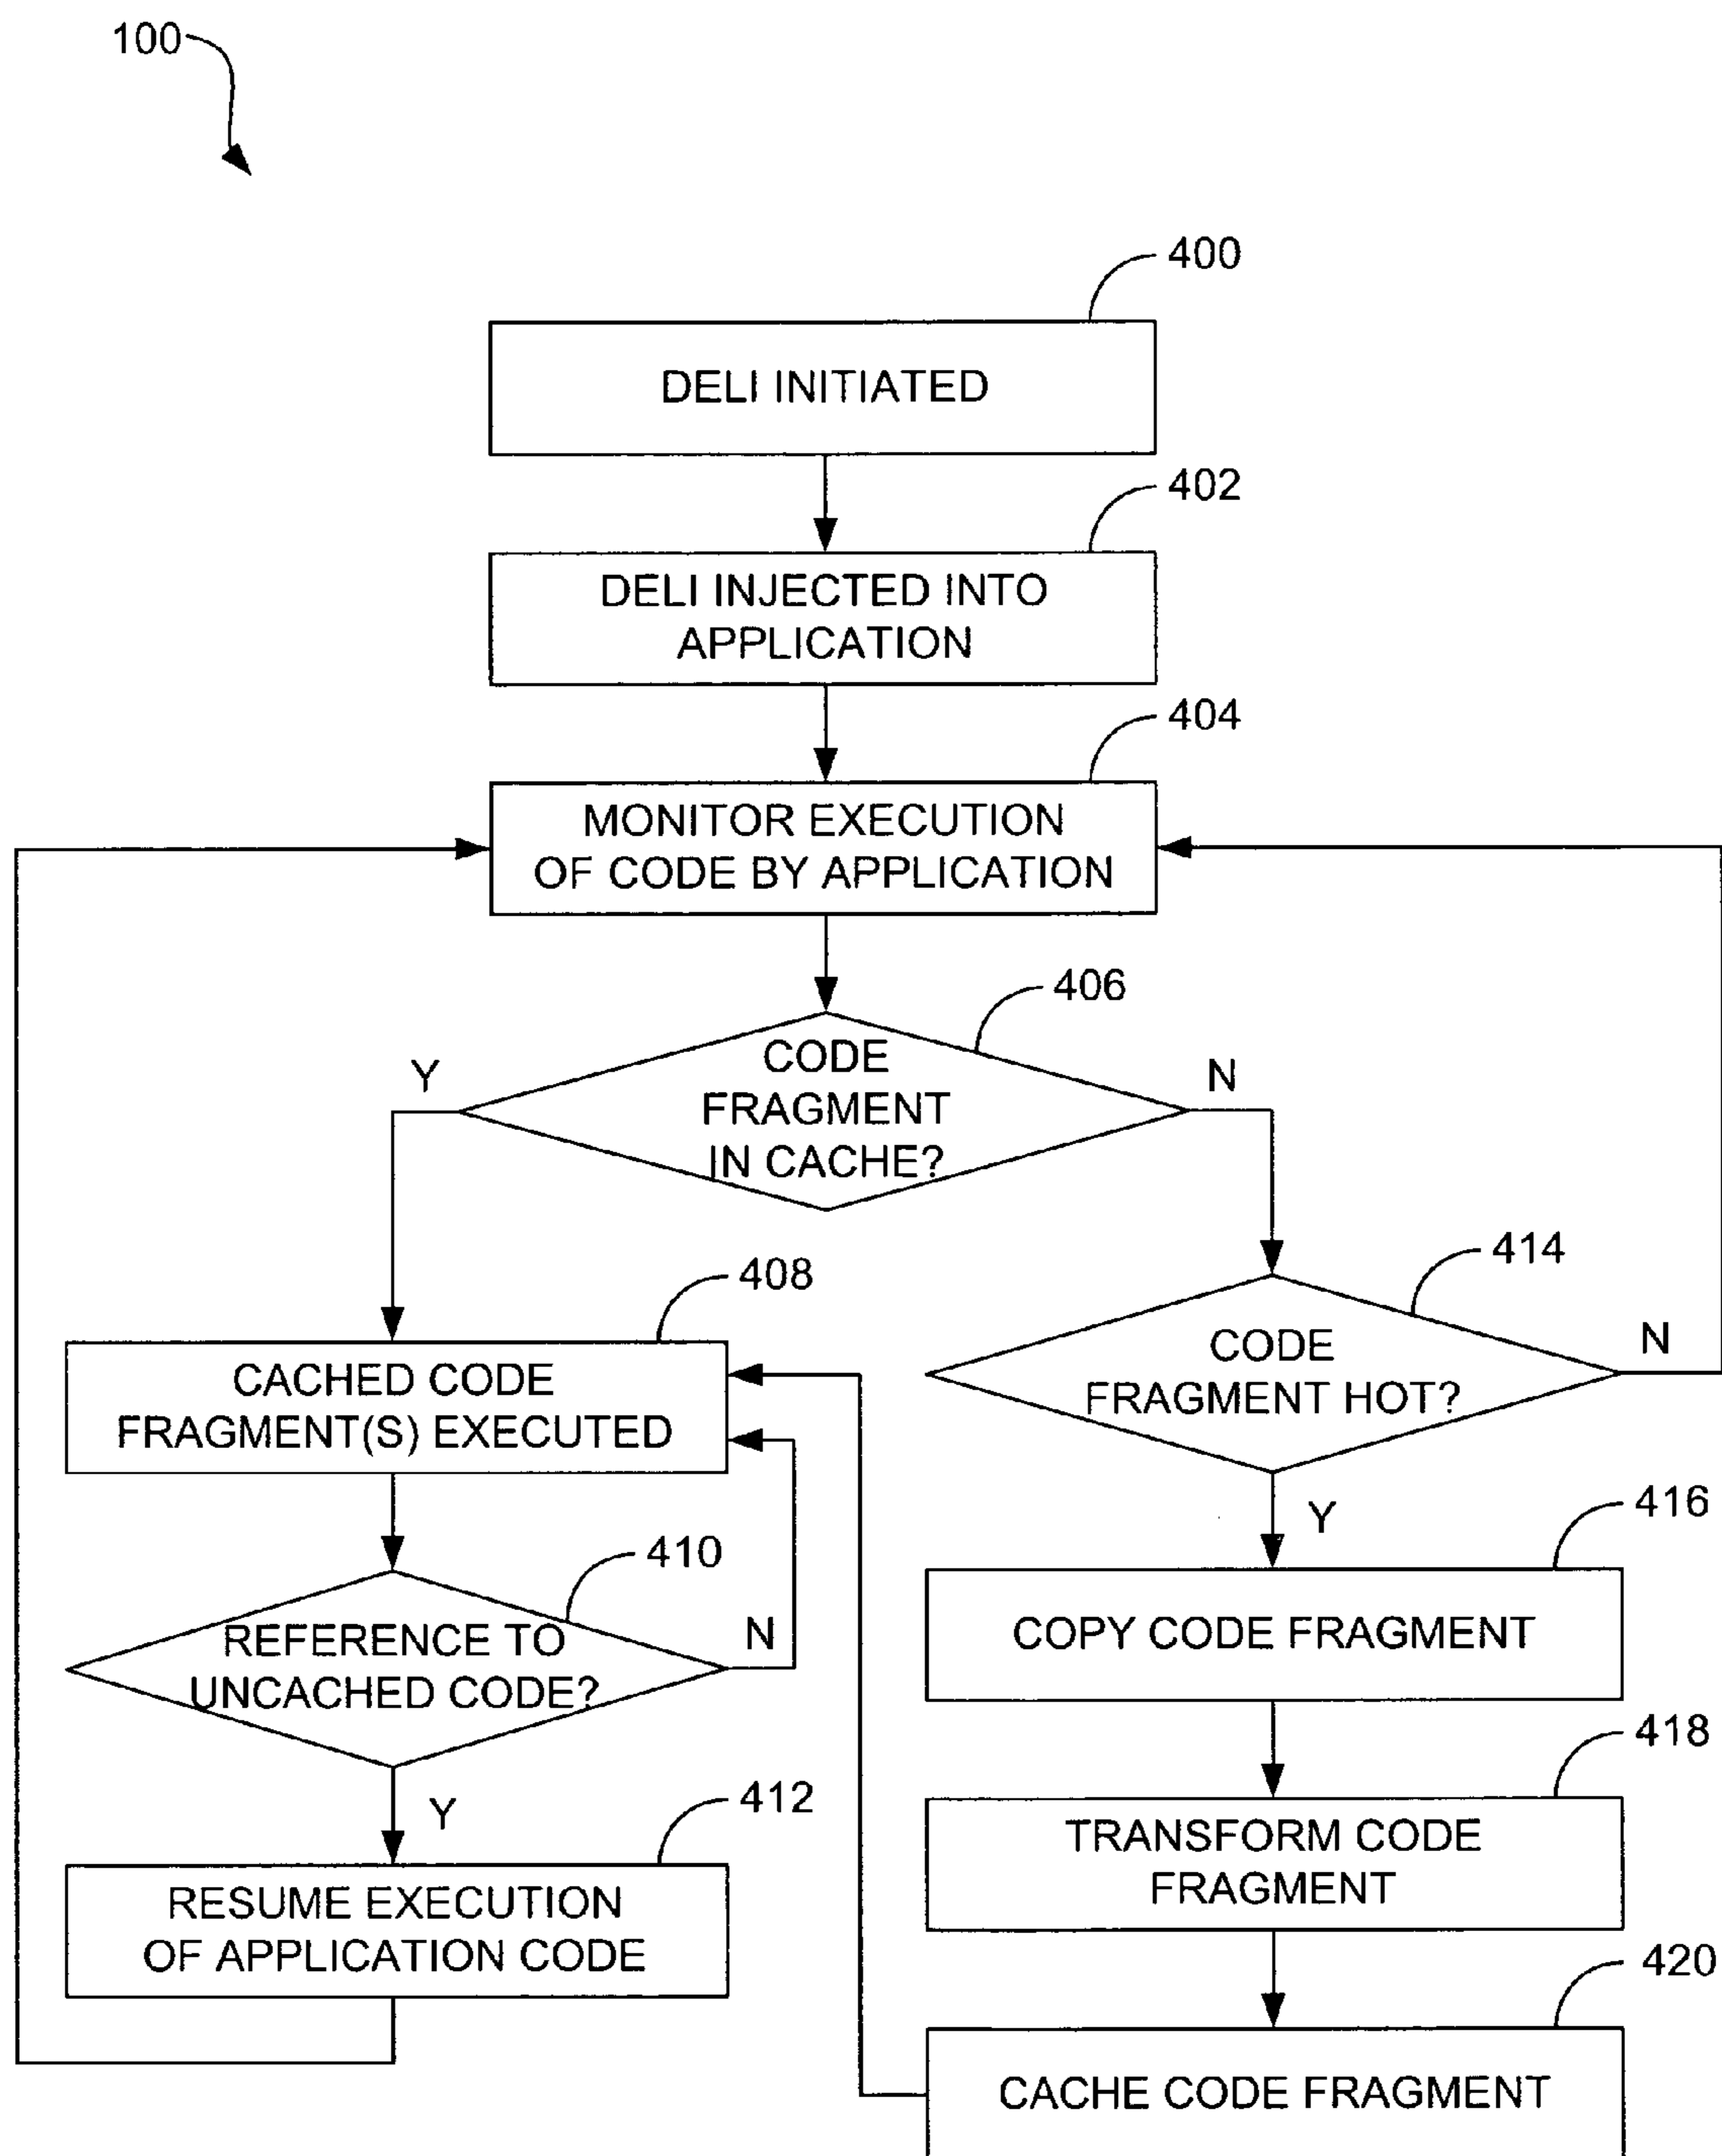 100
400
DELI INITIATED
402
DELI INJECTED INTO
APPLICATION
404
MONITOR EXECUTION
OF CODE BY APPLICATION
406
CODE
FRAGMENT
IN CACHE?
Y
N
408
CACHED CODE
FRAGMENT(S) EXECUTED
414
CODE
FRAGMENT HOT?
N
Y
410
REFERENCE TO
UNCACHED CODE?
N
Y
416
COPY CODE FRAGMENT
412
RESUME EXECUTION
OF APPLICATION CODE
418
TRANSFORM CODE
FRAGMENT
420
CACHE CODE FRAGMENT